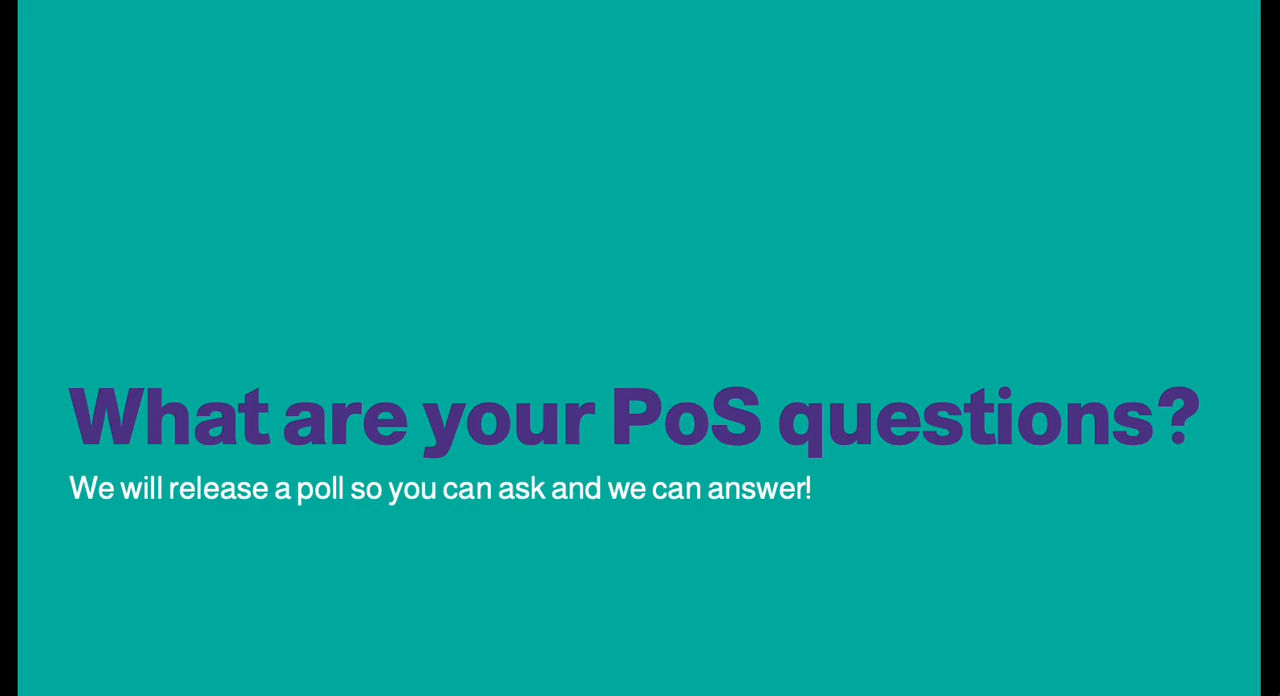 What are your PoS questions?
We will release a poll so you can ask and we can answer!